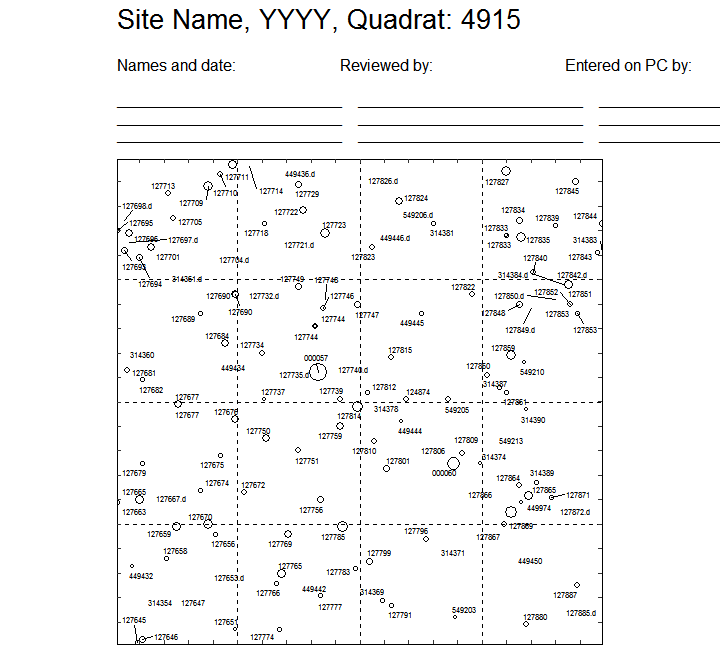 Site Name, YYYY, Quadrat: 4915
Names and date: Reviewed by: Entered on PC by:
127711 449436.d 127826.d 127827
127713 127710 127714 127729 127845
127709 127824
127698.d 127722 549206.d 127834 127839 127844
127695 127705 127718 127723 314381 127833
127697.d 127721.d 449446.d 127833 127835 314383
127701 127704.d 127823 127840 127843
127694 314351.d 127749 314384.d 127842.d
127690 127732.d 127746 127822 127850.d 127852 127851
127689 127690 127744 127747 449445 127848 127853
127744 127849.d 127853
127684 127734 127815 127859
314360 449434 000057
127681 127735.d 127740.d 549210
127682 127737 127739 127812 124874 314387
127677 314378 549205 127861
127677 127814 314390
127750 127759 449444
127751 127810 127806 127809 549213
127679 127675 127801 000060 314374
127674 127672 127864 314389
127665 127667.d 127866 127865 127871
127663 127756 449974 127872.d
127659 127670 127785 127796 127869
127658 127656 127769 127867
449432 127653.d 127765 127783 127799 314371 449450
127766 449442 314369 127887
314354 127647 127777 127791 549203 127885.d
127645 127651 127880
127646 127774